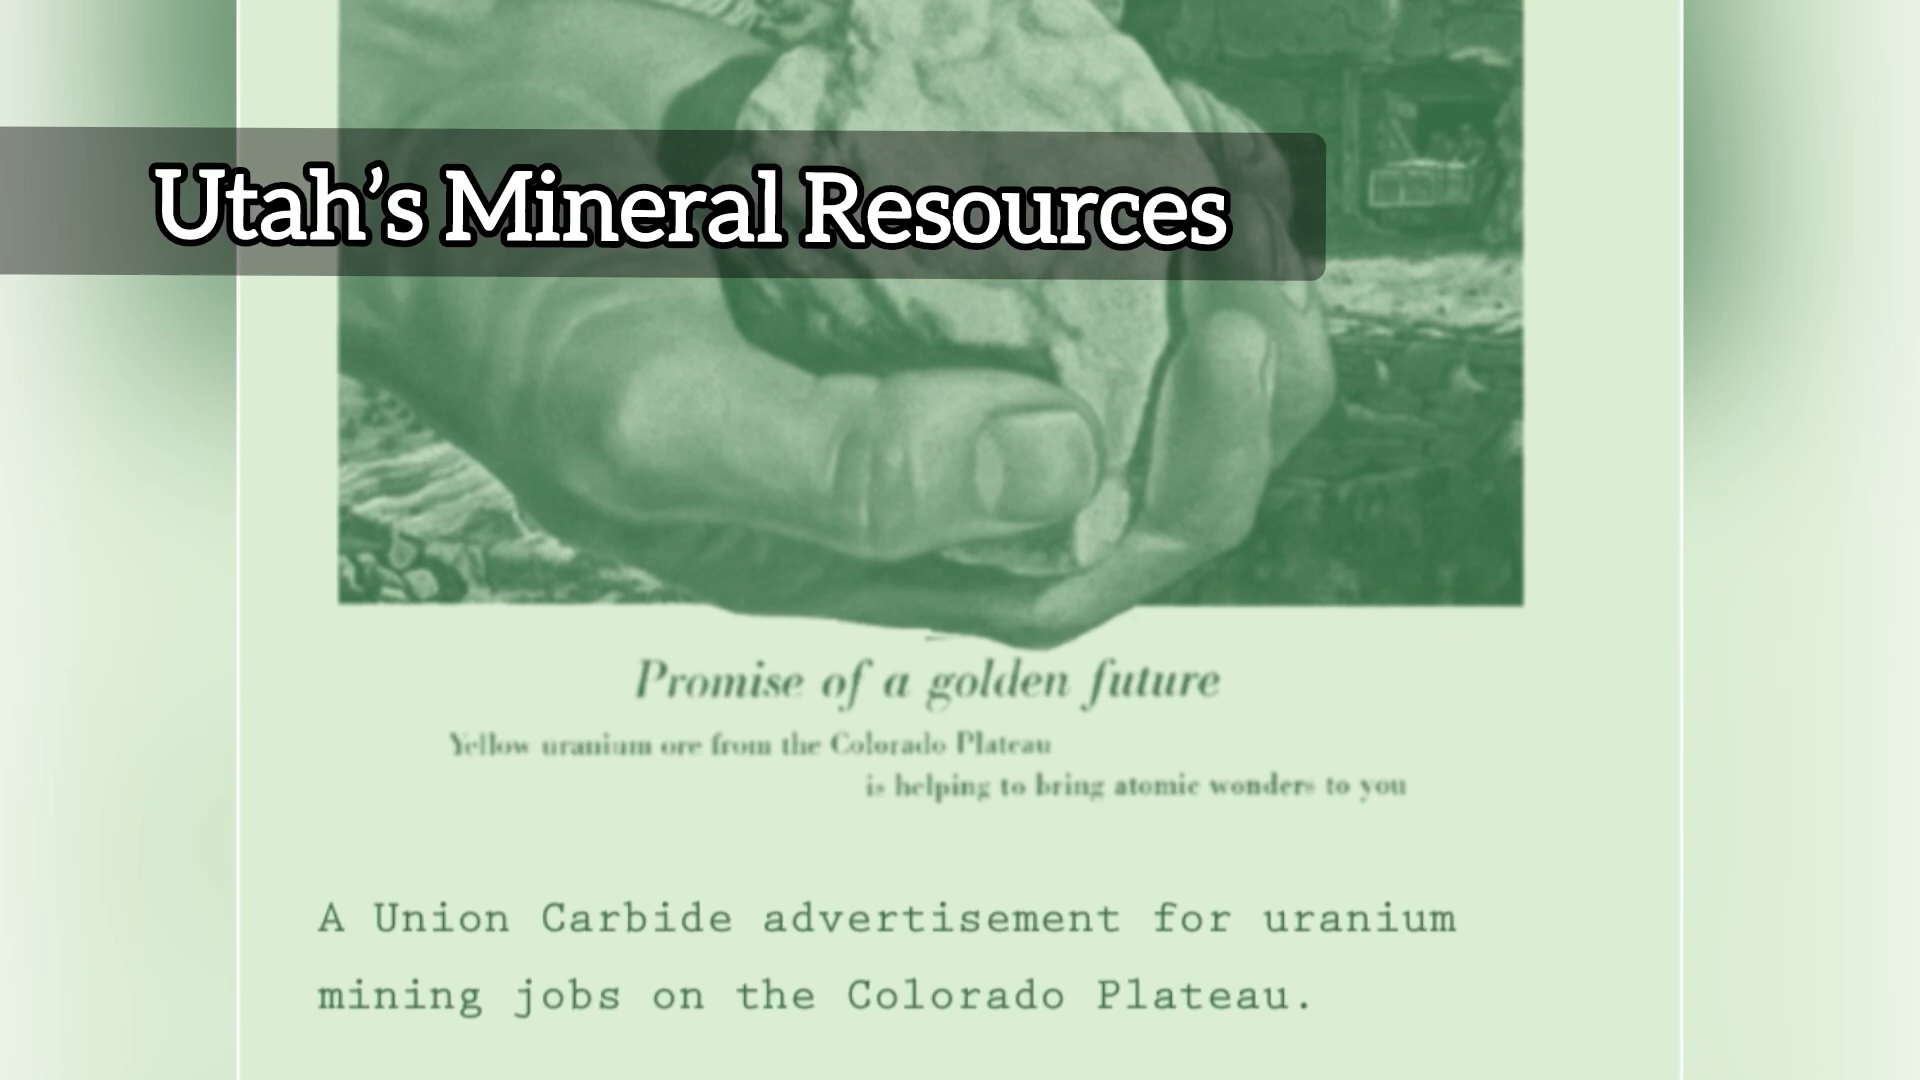 Utah’s Mineral Resources
Promise of a golden future
Yellow uranium ore from the Colorado Plateau
is helping to bring atomic wonders to you
A Union Carbide advertisement for uranium
mining jobs on the Colorado Plateau.